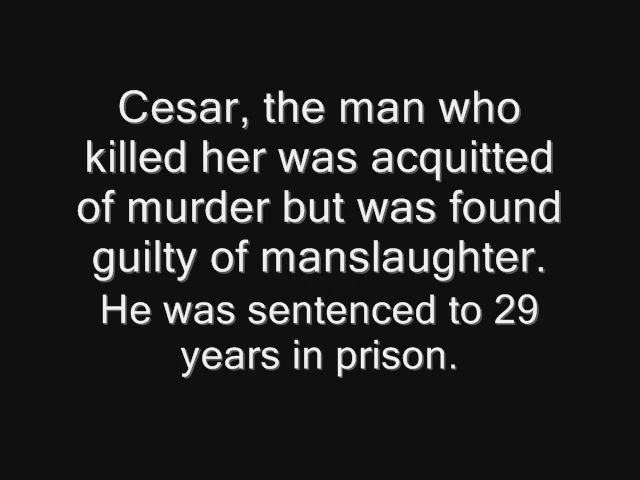 Cesar, the man who
killed her was acquitted
of murder but was found
guilty of manslaughter.
He was sentenced to 29
years in prison.